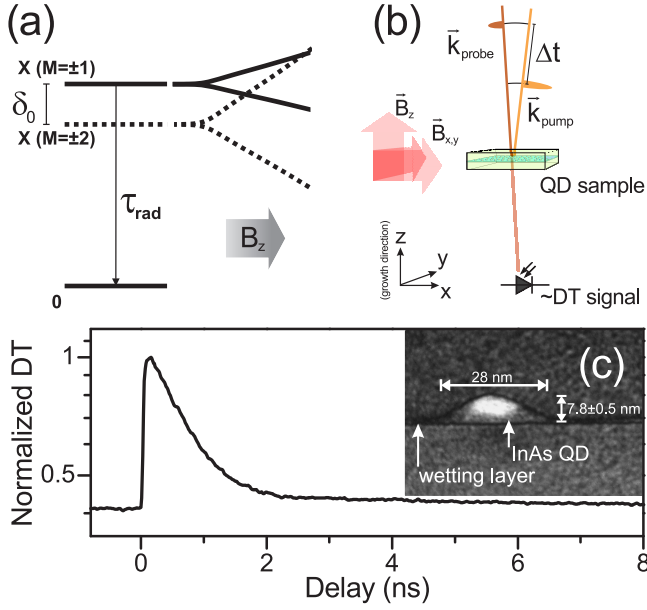 (a)
X (M=±1)
δ₀
X (M=±2)
τrad
Bz
0
(b)
k⃗probe
Δt
k⃗pump
B⃗z
B⃗x,y
QD sample
z
(growth direction)
y
x
~DT signal
(c)
Normalized DT
1
0.5
28 nm
7.8±0.5 nm
InAs QD
wetting layer
0 2 4 6 8
Delay (ns)